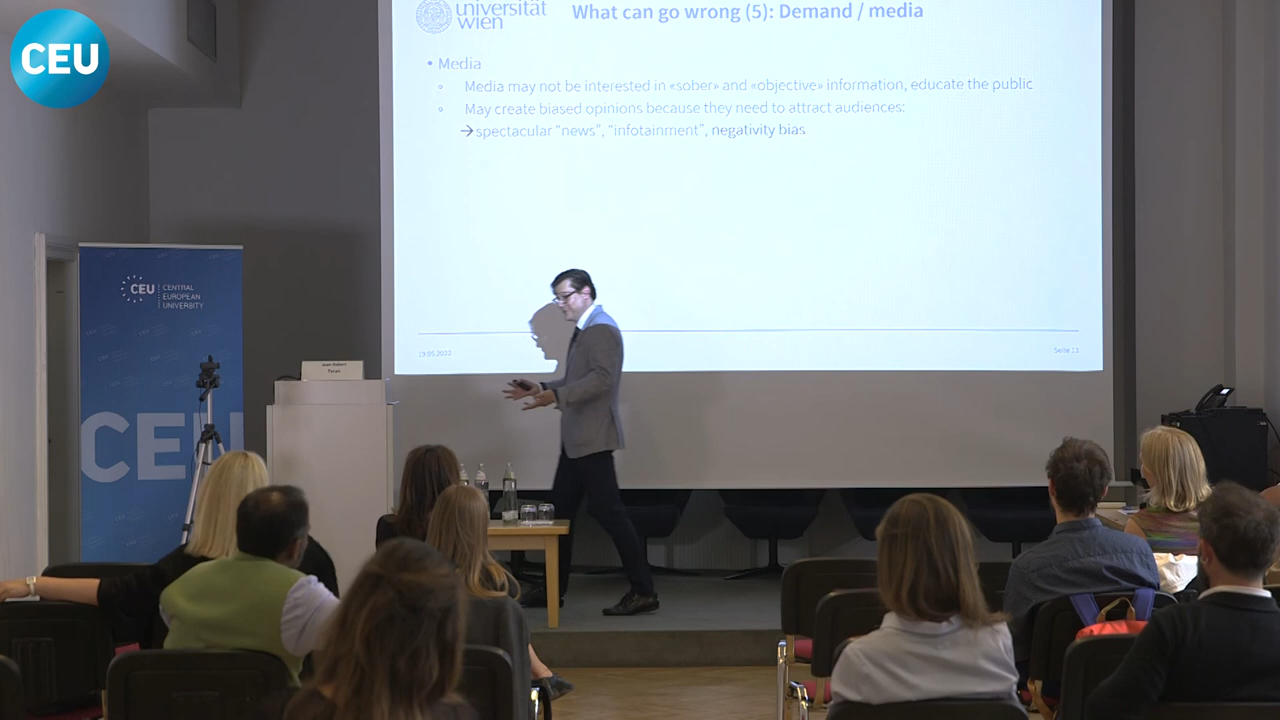 CEU
universität
wien
What can go wrong (5): Demand / media
• Media
Media may not be interested in «sober» and «objective» information, educate the public
May create biased opinions because they need to attract audiences:
→ spectacular "news", "infotainment", negativity bias
19.05.2022
Seite 13
CEU
CENTRAL
EUROPEAN
UNIVERSITY
CEU